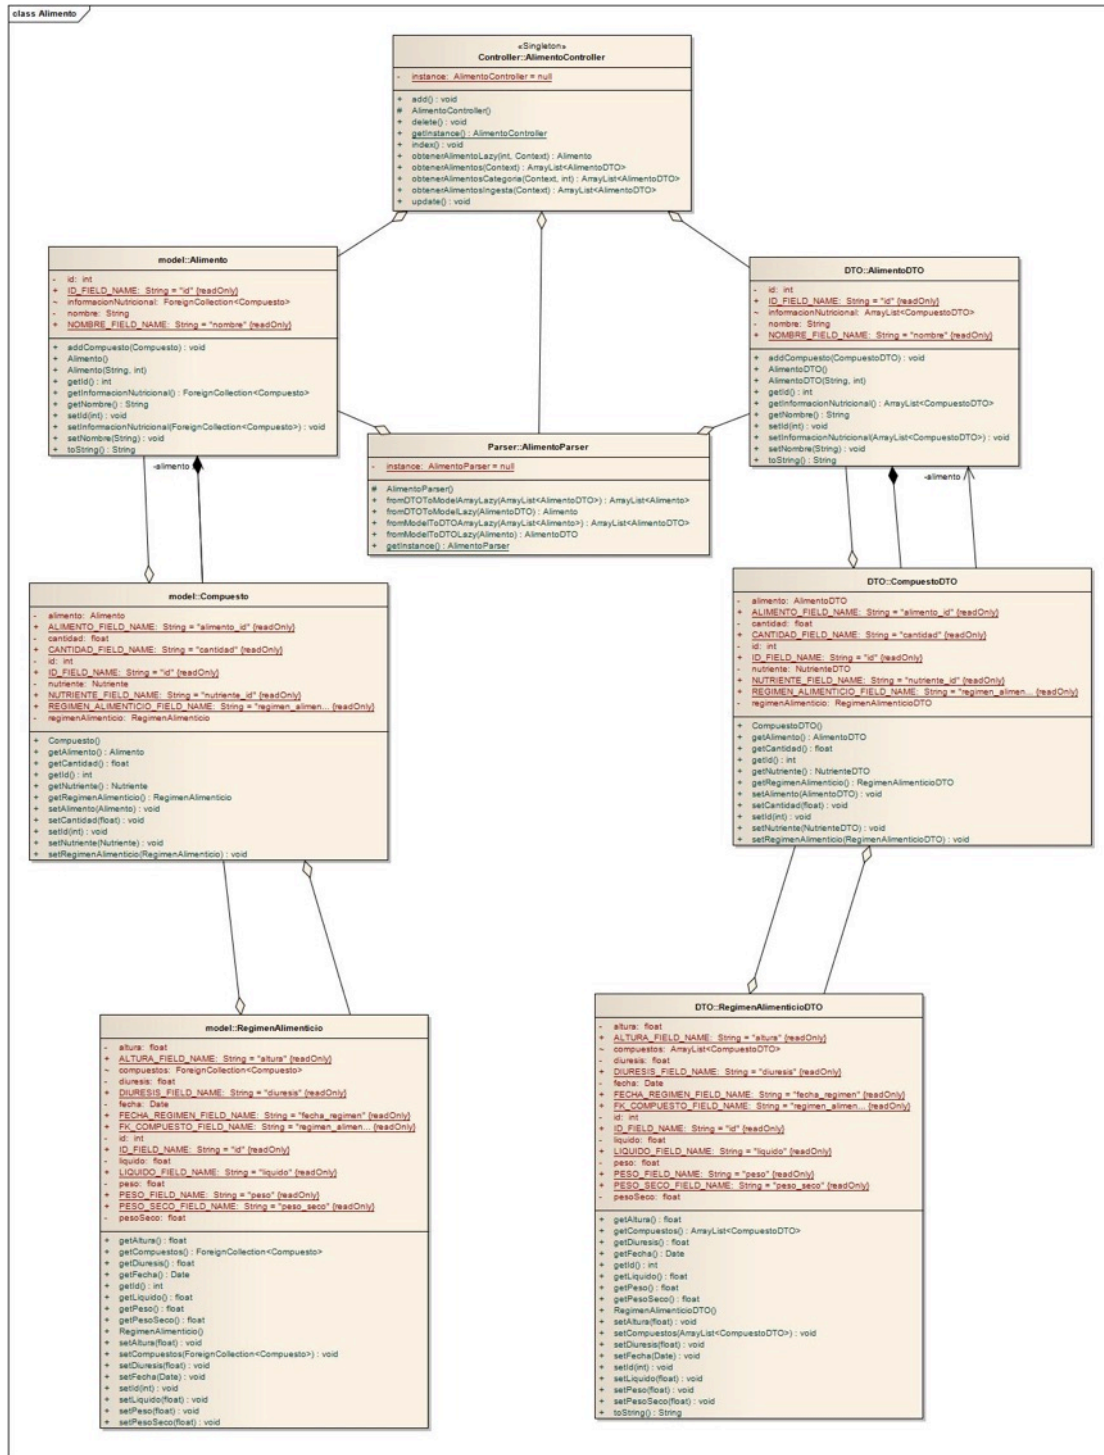 class Alimento
«Singleton»
Controller::AlimentoController
- instance: AlimentoController = null
+ add() : void
# AlimentoController()
+ delete() : void
+ getInstance() : AlimentoController
+ index() : void
+ obtenerAlimentoLazy(int, Context) : Alimento
+ obtenerAlimentos(Context) : ArrayList<AlimentoDTO>
+ obtenerAlimentosCategoria(Context, int) : ArrayList<AlimentoDTO>
+ obtenerAlimentosIngesta(Context) : ArrayList<AlimentoDTO>
+ update() : void
model::Alimento
- id: int
+ ID_FIELD_NAME: String = "id" {readOnly}
~ informacionNutricional: ForeignCollection<Compuesto>
- nombre: String
+ NOMBRE_FIELD_NAME: String = "nombre" {readOnly}
+ addCompuesto(Compuesto) : void
+ Alimento()
+ Alimento(String, int)
+ getId() : int
+ getInformacionNutricional() : ForeignCollection<Compuesto>
+ getNombre() : String
+ setId(int) : void
+ setInformacionNutricional(ForeignCollection<Compuesto>) : void
+ setNombre(String) : void
+ toString() : String
DTO::AlimentoDTO
- id: int
+ ID_FIELD_NAME: String = "id" {readOnly}
~ informacionNutricional: ArrayList<CompuestoDTO>
- nombre: String
+ NOMBRE_FIELD_NAME: String = "nombre" {readOnly}
+ addCompuesto(CompuestoDTO) : void
+ AlimentoDTO()
+ AlimentoDTO(String, int)
+ getId() : int
+ getInformacionNutricional() : ArrayList<CompuestoDTO>
+ getNombre() : String
+ setId(int) : void
+ setInformacionNutricional(ArrayList<CompuestoDTO>) : void
+ setNombre(String) : void
+ toString() : String
Parser::AlimentoParser
- instance: AlimentoParser = null
# AlimentoParser()
+ fromDTOToModelArrayLazy(ArrayList<AlimentoDTO>) : ArrayList<Alimento>
+ fromDTOToModelLazy(AlimentoDTO) : Alimento
+ fromModelToDTOArrayLazy(ArrayList<Alimento>) : ArrayList<AlimentoDTO>
+ fromModelToDTOLazy(Alimento) : AlimentoDTO
+ getInstance() : AlimentoParser
-alimento
-alimento
model::Compuesto
- alimento: Alimento
+ ALIMENTO_FIELD_NAME: String = "alimento_id" {readOnly}
- cantidad: float
+ CANTIDAD_FIELD_NAME: String = "cantidad" {readOnly}
- id: int
+ ID_FIELD_NAME: String = "id" {readOnly}
- nutriente: Nutriente
+ NUTRIENTE_FIELD_NAME: String = "nutriente_id" {readOnly}
+ REGIMEN_ALIMENTICIO_FIELD_NAME: String = "regimen_alimen... {readOnly}
- regimenAlimenticio: RegimenAlimenticio
+ Compuesto()
+ getAlimento() : Alimento
+ getCantidad() : float
+ getId() : int
+ getNutriente() : Nutriente
+ getRegimenAlimenticio() : RegimenAlimenticio
+ setAlimento(Alimento) : void
+ setCantidad(float) : void
+ setId(int) : void
+ setNutriente(Nutriente) : void
+ setRegimenAlimenticio(RegimenAlimenticio) : void
DTO::CompuestoDTO
- alimento: AlimentoDTO
+ ALIMENTO_FIELD_NAME: String = "alimento_id" {readOnly}
- cantidad: float
+ CANTIDAD_FIELD_NAME: String = "cantidad" {readOnly}
- id: int
+ ID_FIELD_NAME: String = "id" {readOnly}
- nutriente: NutrienteDTO
+ NUTRIENTE_FIELD_NAME: String = "nutriente_id" {readOnly}
+ REGIMEN_ALIMENTICIO_FIELD_NAME: String = "regimen_alimen... {readOnly}
- regimenAlimenticio: RegimenAlimenticioDTO
+ CompuestoDTO()
+ getAlimento() : AlimentoDTO
+ getCantidad() : float
+ getId() : int
+ getNutriente() : NutrienteDTO
+ getRegimenAlimenticio() : RegimenAlimenticioDTO
+ setAlimento(AlimentoDTO) : void
+ setCantidad(float) : void
+ setId(int) : void
+ setNutriente(NutrienteDTO) : void
+ setRegimenAlimenticio(RegimenAlimenticioDTO) : void
model::RegimenAlimenticio
- altura: float
+ ALTURA_FIELD_NAME: String = "altura" {readOnly}
~ compuestos: ForeignCollection<Compuesto>
- diuresis: float
+ DIURESIS_FIELD_NAME: String = "diuresis" {readOnly}
- fecha: Date
+ FECHA_REGIMEN_FIELD_NAME: String = "fecha_regimen" {readOnly}
+ FK_COMPUESTO_FIELD_NAME: String = "regimen_alimen... {readOnly}
- id: int
+ ID_FIELD_NAME: String = "id" {readOnly}
- liquido: float
+ LIQUIDO_FIELD_NAME: String = "liquido" {readOnly}
- peso: float
+ PESO_FIELD_NAME: String = "peso" {readOnly}
+ PESO_SECO_FIELD_NAME: String = "peso_seco" {readOnly}
- pesoSeco: float
+ getAltura() : float
+ getCompuestos() : ForeignCollection<Compuesto>
+ getDiuresis() : float
+ getFecha() : Date
+ getId() : int
+ getLiquido() : float
+ getPeso() : float
+ getPesoSeco() : float
+ RegimenAlimenticio()
+ setAltura(float) : void
+ setCompuestos(ForeignCollection<Compuesto>) : void
+ setDiuresis(float) : void
+ setFecha(Date) : void
+ setId(int) : void
+ setLiquido(float) : void
+ setPeso(float) : void
+ setPesoSeco(float) : void
DTO::RegimenAlimenticioDTO
- altura: float
+ ALTURA_FIELD_NAME: String = "altura" {readOnly}
~ compuestos: ArrayList<CompuestoDTO>
- diuresis: float
+ DIURESIS_FIELD_NAME: String = "diuresis" {readOnly}
- fecha: Date
+ FECHA_REGIMEN_FIELD_NAME: String = "fecha_regimen" {readOnly}
+ FK_COMPUESTO_FIELD_NAME: String = "regimen_alimen... {readOnly}
- id: int
+ ID_FIELD_NAME: String = "id" {readOnly}
- liquido: float
+ LIQUIDO_FIELD_NAME: String = "liquido" {readOnly}
- peso: float
+ PESO_FIELD_NAME: String = "peso" {readOnly}
+ PESO_SECO_FIELD_NAME: String = "peso_seco" {readOnly}
- pesoSeco: float
+ getAltura() : float
+ getCompuestos() : ArrayList<CompuestoDTO>
+ getDiuresis() : float
+ getFecha() : Date
+ getId() : int
+ getLiquido() : float
+ getPeso() : float
+ getPesoSeco() : float
+ RegimenAlimenticioDTO()
+ setAltura(float) : void
+ setCompuestos(ArrayList<CompuestoDTO>) : void
+ setDiuresis(float) : void
+ setFecha(Date) : void
+ setId(int) : void
+ setLiquido(float) : void
+ setPeso(float) : void
+ setPesoSeco(float) : void
+ toString() : String